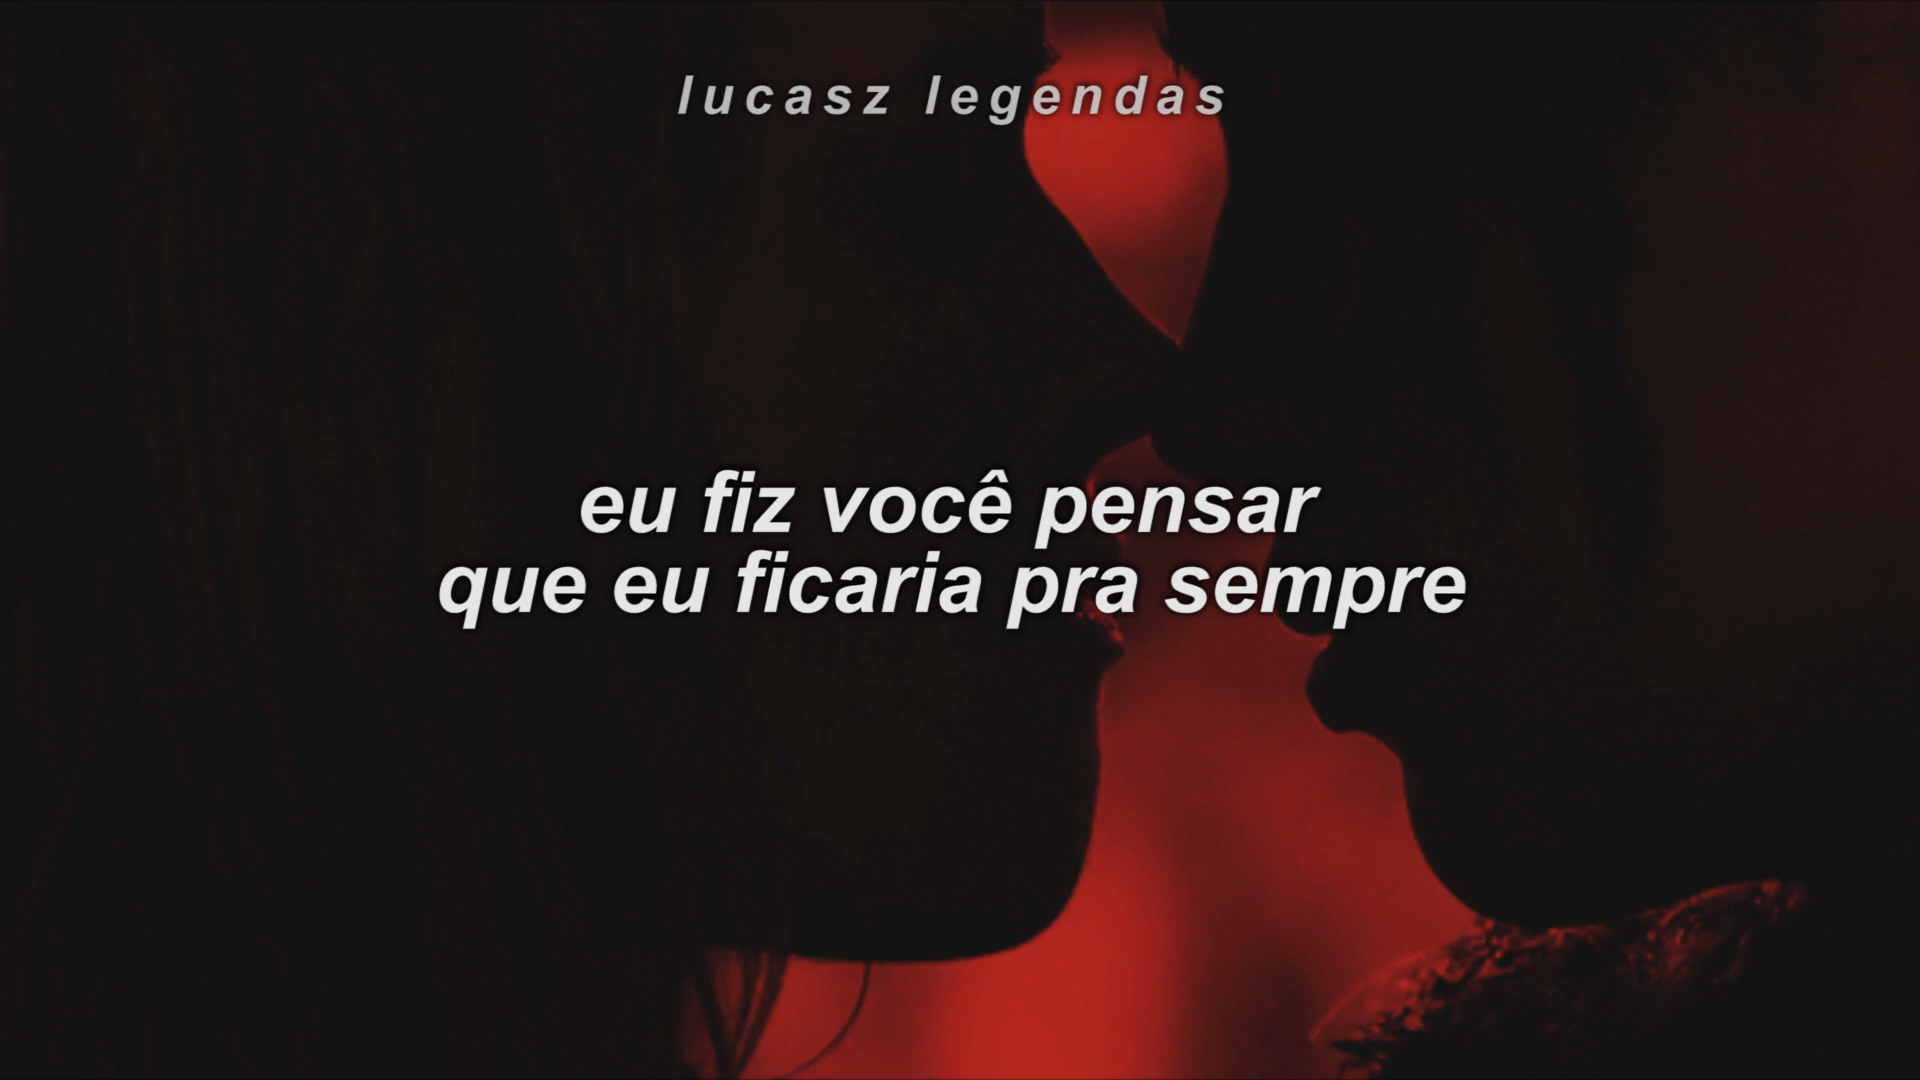 lucasz legendas
eu fiz você pensar
que eu ficaria pra sempre